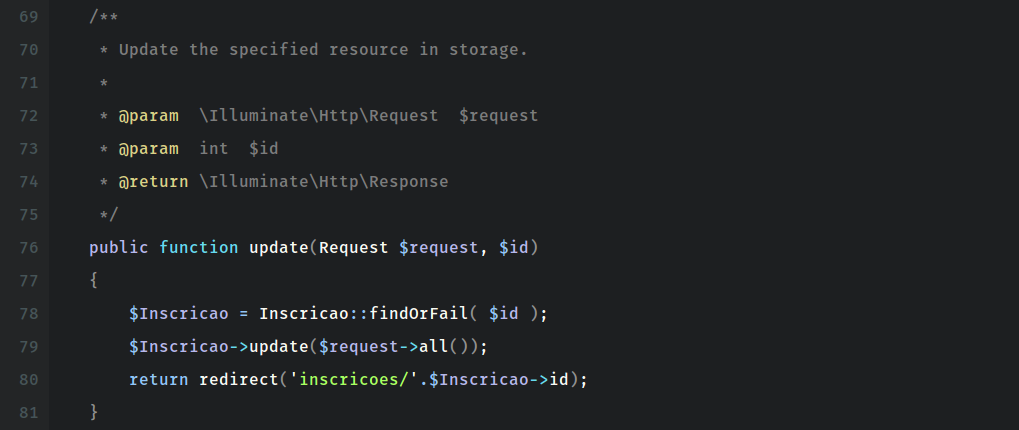 69 /**
70  * Update the specified resource in storage.
71  *
72  * @param  \Illuminate\Http\Request  $request
73  * @param  int  $id
74  * @return \Illuminate\Http\Response
75  */
76 public function update(Request $request, $id)
77 {
78     $Inscricao = Inscricao::findOrFail( $id );
79     $Inscricao->update($request->all());
80     return redirect('inscricoes/'.$Inscricao->id);
81 }